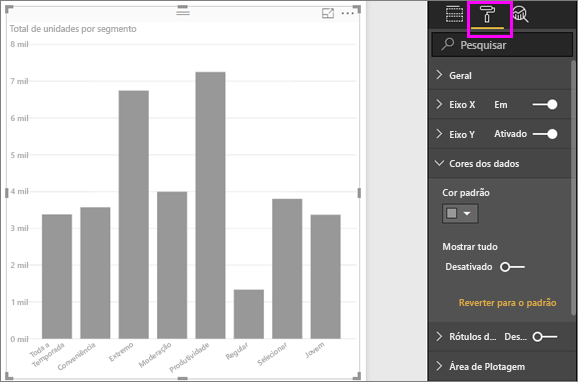 Total de unidades por segmento
8 mil
7 mil
6 mil
5 mil
4 mil
3 mil
2 mil
1 mil
0 mil
Toda a
Temporada
Conveniência
Extremo
Moderação
Produtividade
Regular
Selecionar
Jovem
Pesquisar
Geral
Eixo X Em
Eixo Y Ativado
Cores dos dados
Cor padrão
Mostrar tudo
Desativado
Reverter para o padrão
Rótulos d... Des...
Área de Plotagem